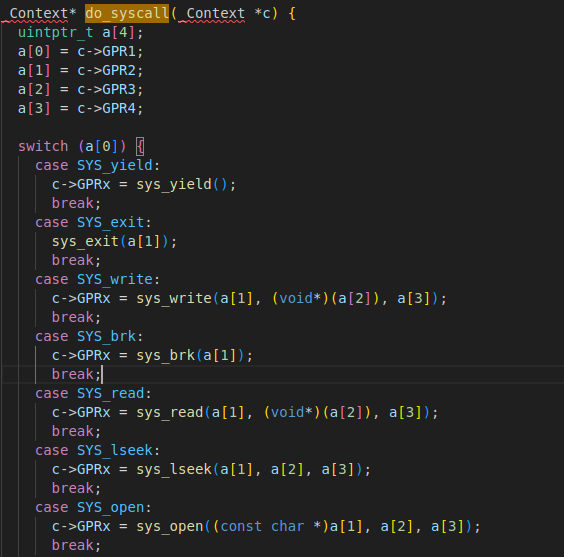 _Context* do_syscall(_Context *c) {
  uintptr_t a[4];
  a[0] = c->GPR1;
  a[1] = c->GPR2;
  a[2] = c->GPR3;
  a[3] = c->GPR4;

  switch (a[0]) {
    case SYS_yield:
      c->GPRx = sys_yield();
      break;
    case SYS_exit:
      sys_exit(a[1]);
      break;
    case SYS_write:
      c->GPRx = sys_write(a[1], (void*)(a[2]), a[3]);
      break;
    case SYS_brk:
      c->GPRx = sys_brk(a[1]);
      break;
    case SYS_read:
      c->GPRx = sys_read(a[1], (void*)(a[2]), a[3]);
      break;
    case SYS_lseek:
      c->GPRx = sys_lseek(a[1], a[2], a[3]);
      break;
    case SYS_open:
      c->GPRx = sys_open((const char *)a[1], a[2], a[3]);
      break;